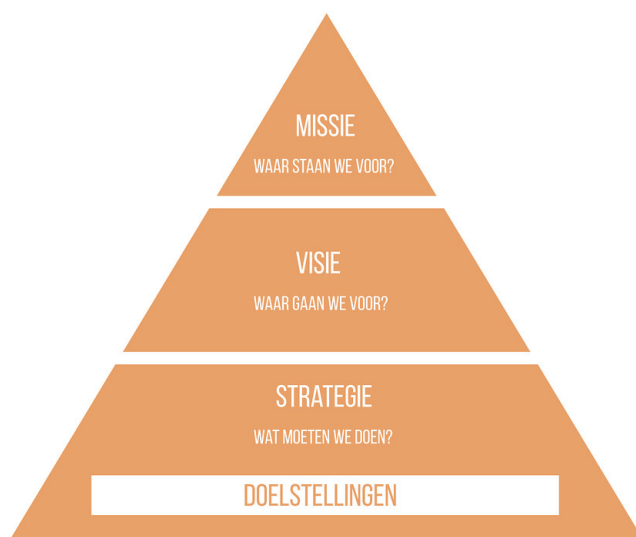 MISSIE
WAAR STAAN WE VOOR?
VISIE
WAAR GAAN WE VOOR?
STRATEGIE
WAT MOETEN WE DOEN?
DOELSTELLINGEN